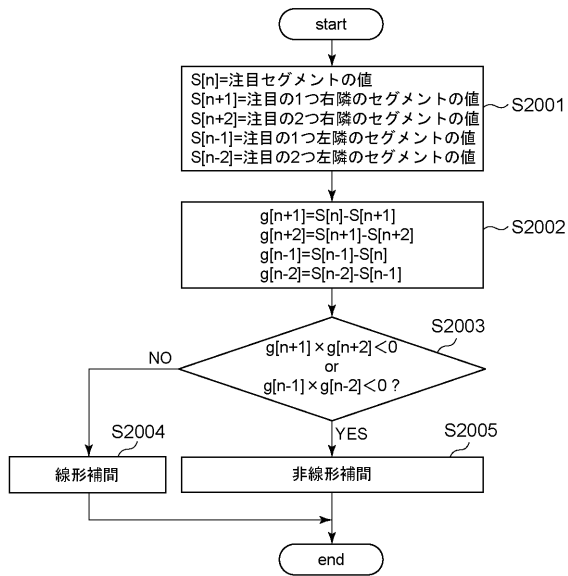 start
S[n]=注目セグメントの値
S[n+1]=注目の1つ右隣のセグメントの値
S[n+2]=注目の2つ右隣のセグメントの値
S[n-1]=注目の1つ左隣のセグメントの値
S[n-2]=注目の2つ左隣のセグメントの値
S2001
g[n+1]=S[n]-S[n+1]
g[n+2]=S[n+1]-S[n+2]
g[n-1]=S[n-1]-S[n]
g[n-2]=S[n-2]-S[n-1]
S2002
S2003
g[n+1]×g[n+2]<0
or
g[n-1]×g[n-2]<0 ?
NO
YES
S2004
線形補間
S2005
非線形補間
end